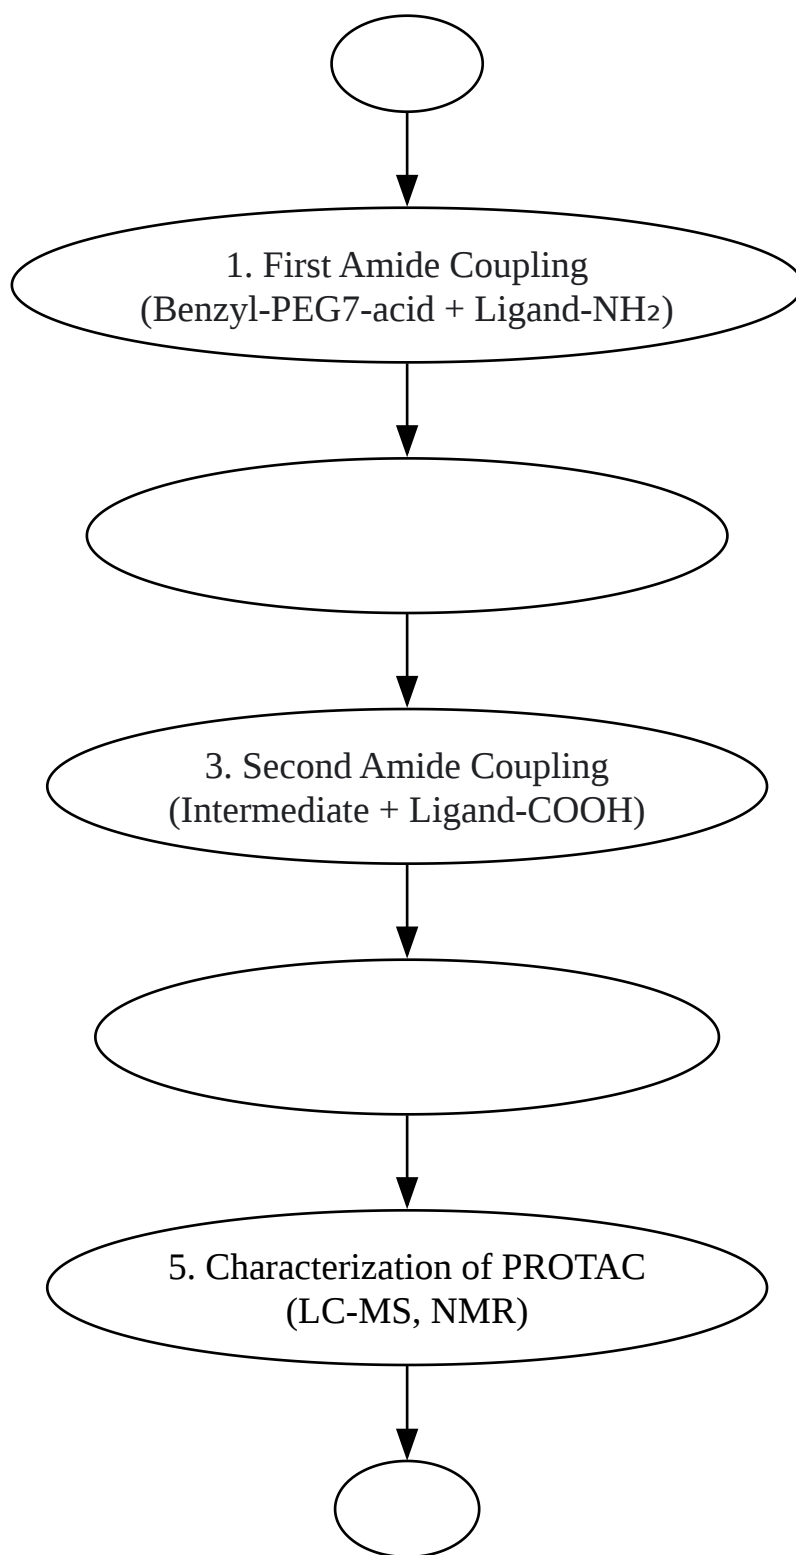 1. First Amide Coupling
(Benzyl-PEG7-acid + Ligand-NH₂)
3. Second Amide Coupling
(Intermediate + Ligand-COOH)
5. Characterization of PROTAC
(LC-MS, NMR)